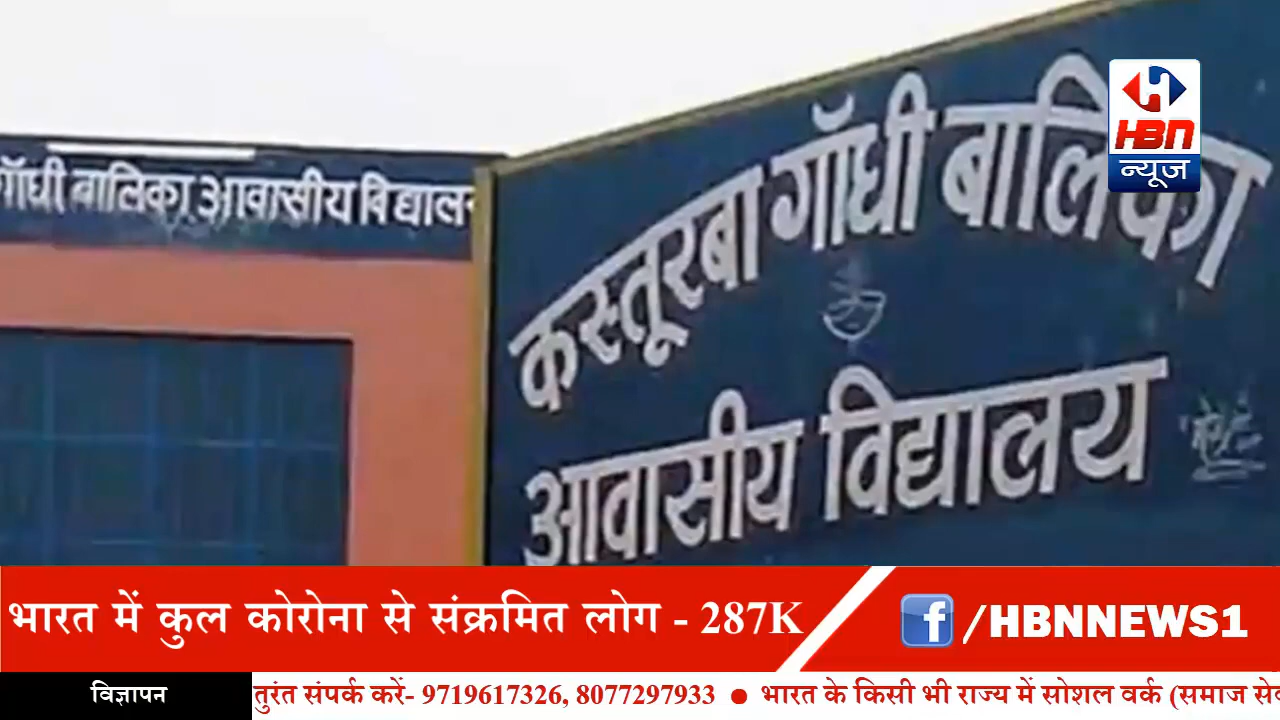 HBN
न्यूज
गाँधी बालिका आवासीय विद्यालय
कस्तूरबा गाँधी बालिका
आवासीय विद्यालय
भारत में कुल कोरोना से संक्रमित लोग - 287K
/HBNNEWS1
विज्ञापन
तुरंत संपर्क करें- 9719617326, 8077297933 ● भारत के किसी भी राज्य में सोशल वर्क (समाज